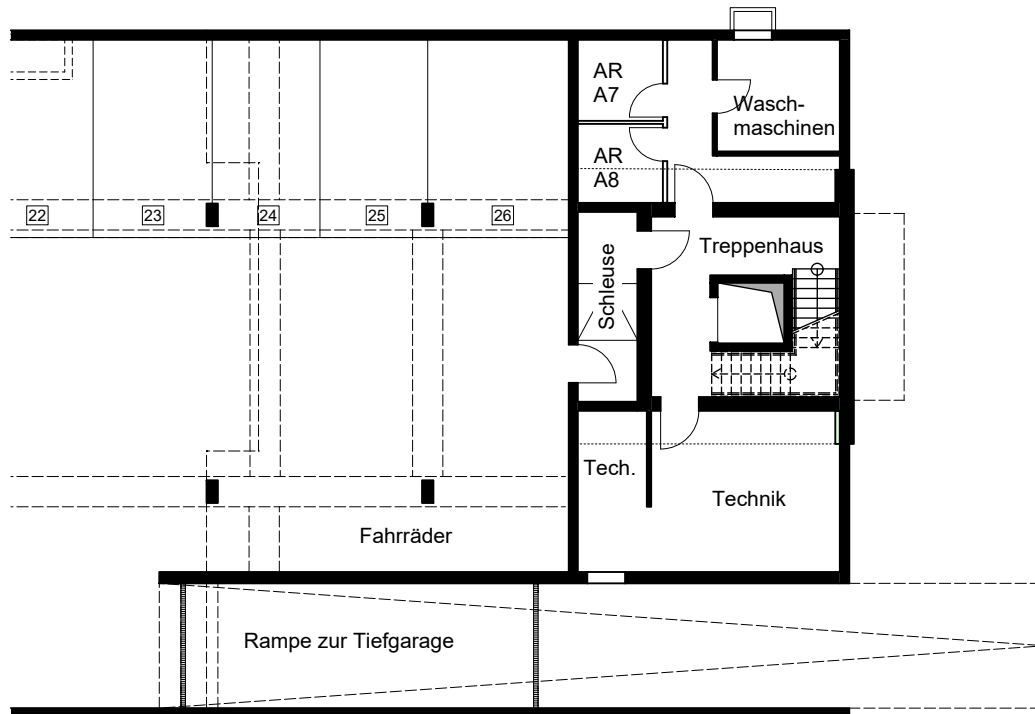 AR
A7
Wasch-
maschinen
AR
A8
22
23
24
25
26
Treppenhaus
Schleuse
Tech.
Technik
Fahrräder
Rampe zur Tiefgarage